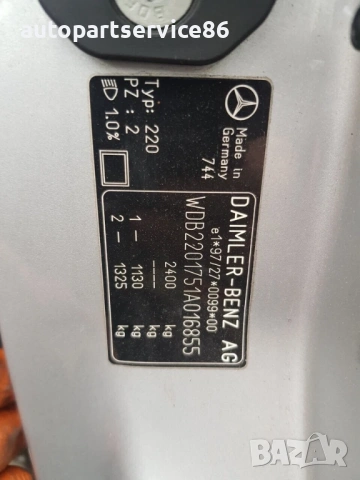 autopartservice86
DAIMLER-BENZ AG
e1*97/27*0099*00
WDB2201751A016855
2400 kg
---- kg
1- 1130 kg
2- 1325 kg
Made in
Germany
744
Typ: 220
PZ : 2
1.0%
BAZAR